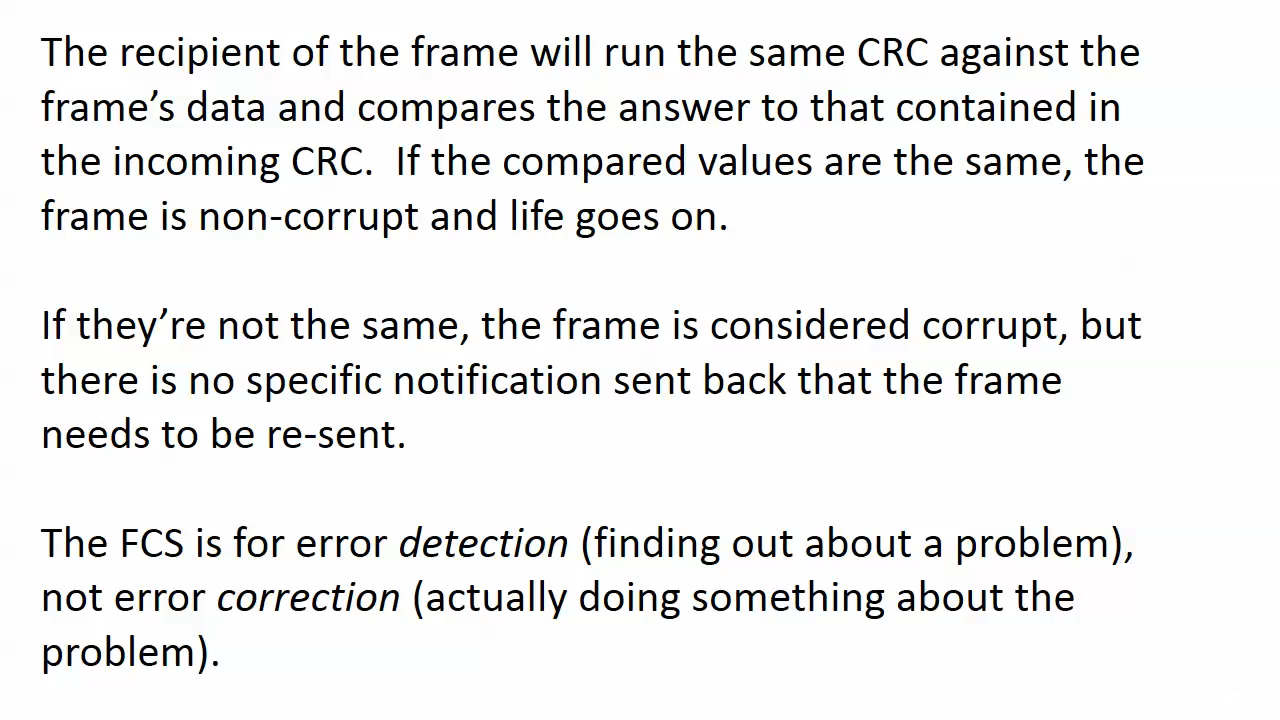 The recipient of the frame will run the same CRC against the
frame’s data and compares the answer to that contained in
the incoming CRC.  If the compared values are the same, the
frame is non-corrupt and life goes on.
If they’re not the same, the frame is considered corrupt, but
there is no specific notification sent back that the frame
needs to be re-sent.
The FCS is for error detection (finding out about a problem),
not error correction (actually doing something about the
problem).